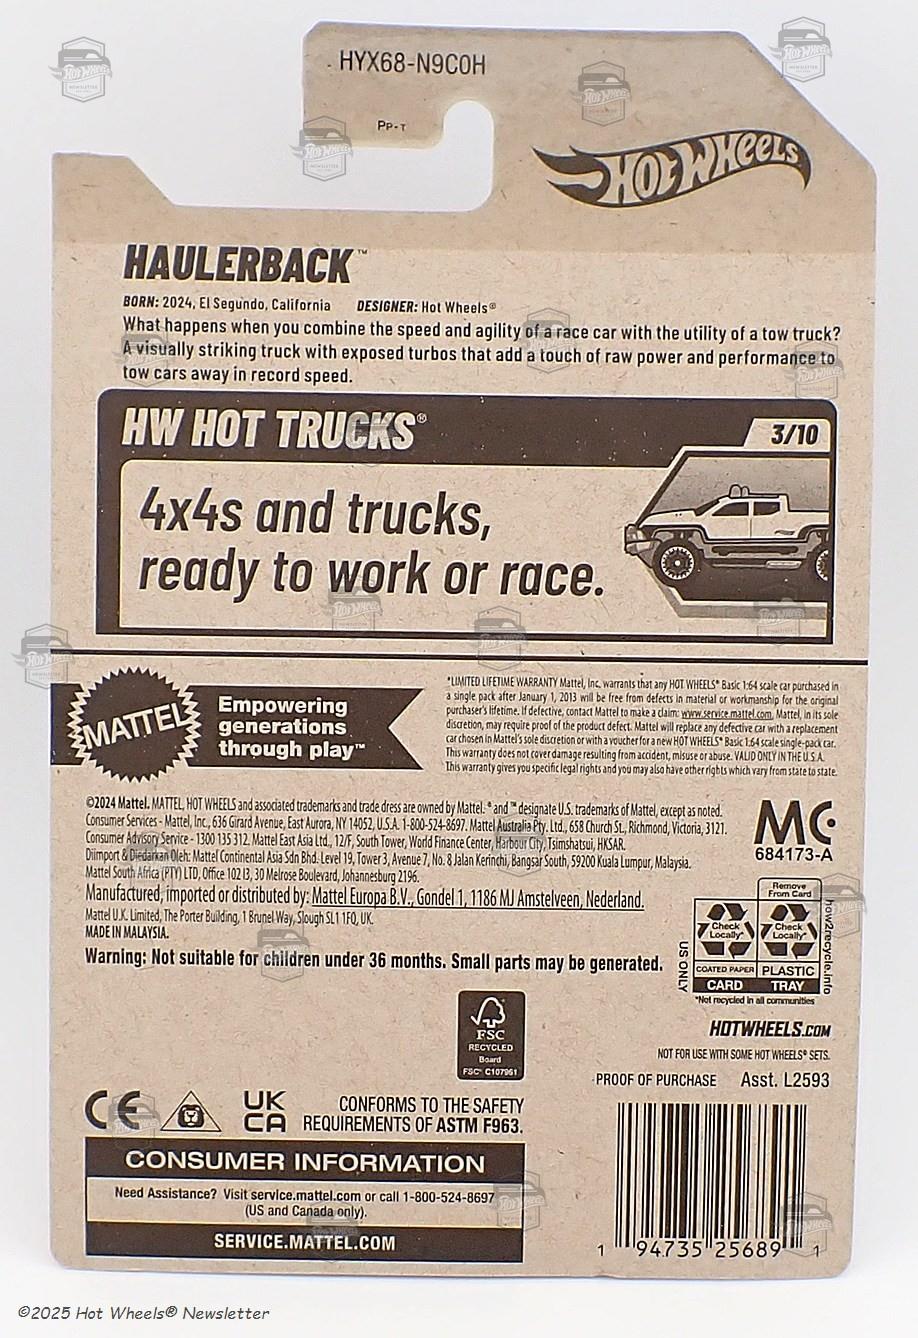 HYX68-N9C0H
PP-T
HOT WHEELS
HAULERBACK™
BORN: 2024, El Segundo, California DESIGNER: Hot Wheels®
What happens when you combine the speed and agility of a race car with the utility of a tow truck?
A visually striking truck with exposed turbos that add a touch of raw power and performance to
tow cars away in record speed.
HW HOT TRUCKS®
3/10
4x4s and trucks,
ready to work or race.
MATTEL
Empowering
generations
through play™
*LIMITED LIFETIME WARRANTY Mattel, Inc. warrants that any HOT WHEELS® Basic 1:64 scale car purchased in
a single pack after January 1, 2013 will be free from defects in material or workmanship for the original
purchaser's lifetime. If defective, contact Mattel to make a claim: www.service.mattel.com. Mattel, in its sole
discretion, may require proof of the product defect. Mattel will replace any defective car with a replacement
car chosen in Mattel's sole discretion or with a voucher for a new HOT WHEELS® Basic 1:64 scale single-pack car.
This warranty does not cover damage resulting from accident, misuse or abuse. VALID ONLY IN THE U.S.A.
This warranty gives you specific legal rights and you may also have other rights which vary from state to state.
©2024 Mattel. MATTEL, HOT WHEELS and associated trademarks and trade dress are owned by Mattel. ® and ™ designate U.S. trademarks of Mattel, except as noted.
Consumer Services - Mattel, Inc., 636 Girard Avenue, East Aurora, NY 14052, U.S.A. 1-800-524-8697. Mattel Australia Pty. Ltd., 658 Church St., Richmond, Victoria, 3121.
Consumer Advisory Service - 1300 135 312. Mattel East Asia Ltd., 12/F, South Tower, World Finance Center, Harbour City, Tsimshatsui, HKSAR.
Diimport & Diedarkan Oleh: Mattel Continental Asia Sdn Bhd. Level 19, Tower 3, Avenue 7, No. 8 Jalan Kerinchi, Bangsar South, 59200 Kuala Lumpur, Malaysia.
Mattel South Africa (PTY) LTD, Office 102 I3, 30 Melrose Boulevard, Johannesburg 2196.
Manufactured, imported or distributed by: Mattel Europa B.V., Gondel 1, 1186 MJ Amstelveen, Nederland.
Mattel U.K. Limited, The Porter Building, 1 Brunel Way, Slough SL1 1FQ, UK.
MADE IN MALAYSIA.
Warning: Not suitable for children under 36 months. Small parts may be generated.
MC
684173-A
Remove
From Card
Check
Locally*
Check
Locally*
COATED PAPER
PLASTIC
CARD
TRAY
US ONLY
how2recycle.info
*Not recycled in all communities
HOTWHEELS.COM
NOT FOR USE WITH SOME HOT WHEELS® SETS.
PROOF OF PURCHASE Asst. L2593
FSC
RECYCLED
Board
FSC® C107961
CE
UK
CA
CONFORMS TO THE SAFETY
REQUIREMENTS OF ASTM F963.
CONSUMER INFORMATION
Need Assistance? Visit service.mattel.com or call 1-800-524-8697
(US and Canada only).
SERVICE.MATTEL.COM
1 94735 25689 1
©2025 Hot Wheels® Newsletter